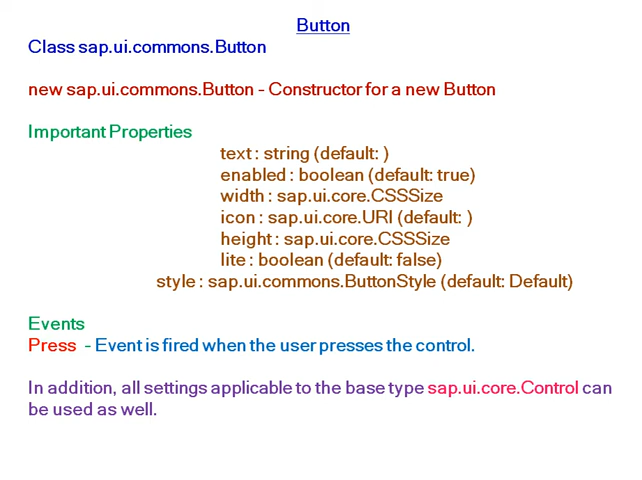 Button
Class sap.ui.commons.Button
new sap.ui.commons.Button - Constructor for a new Button
Important Properties
text : string (default: )
enabled : boolean (default: true)
width : sap.ui.core.CSSSize
icon : sap.ui.core.URI (default: )
height : sap.ui.core.CSSSize
lite : boolean (default: false)
style : sap.ui.commons.ButtonStyle (default: Default)
Events
Press - Event is fired when the user presses the control.
In addition, all settings applicable to the base type sap.ui.core.Control can
be used as well.